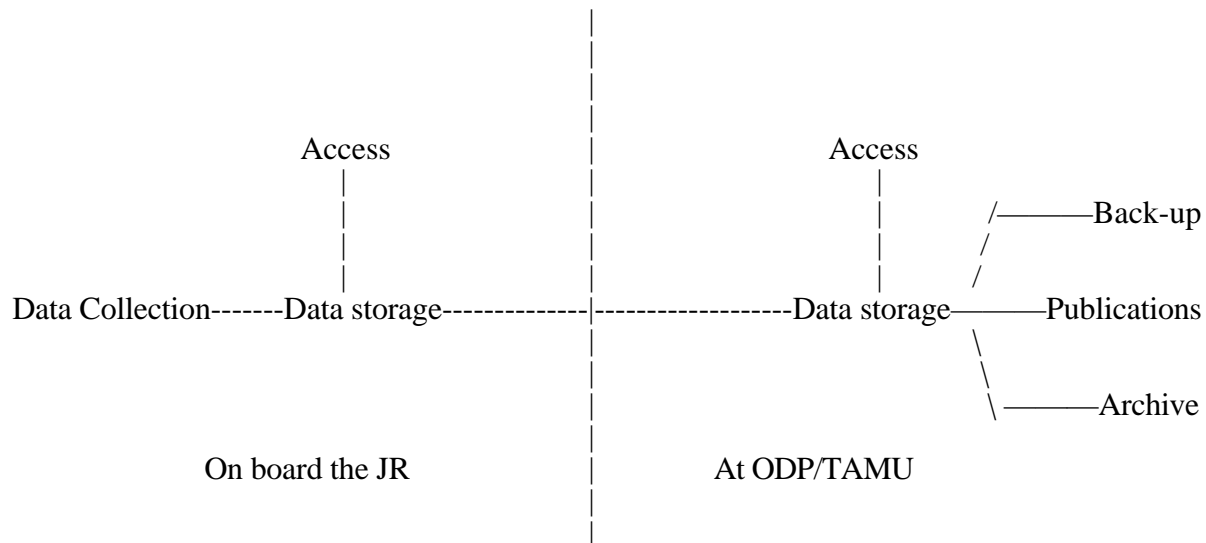 Access Access
Back-up
Data Collection-------Data storage--------------|-------------------Data storage———Publications
Archive
On board the JR At ODP/TAMU